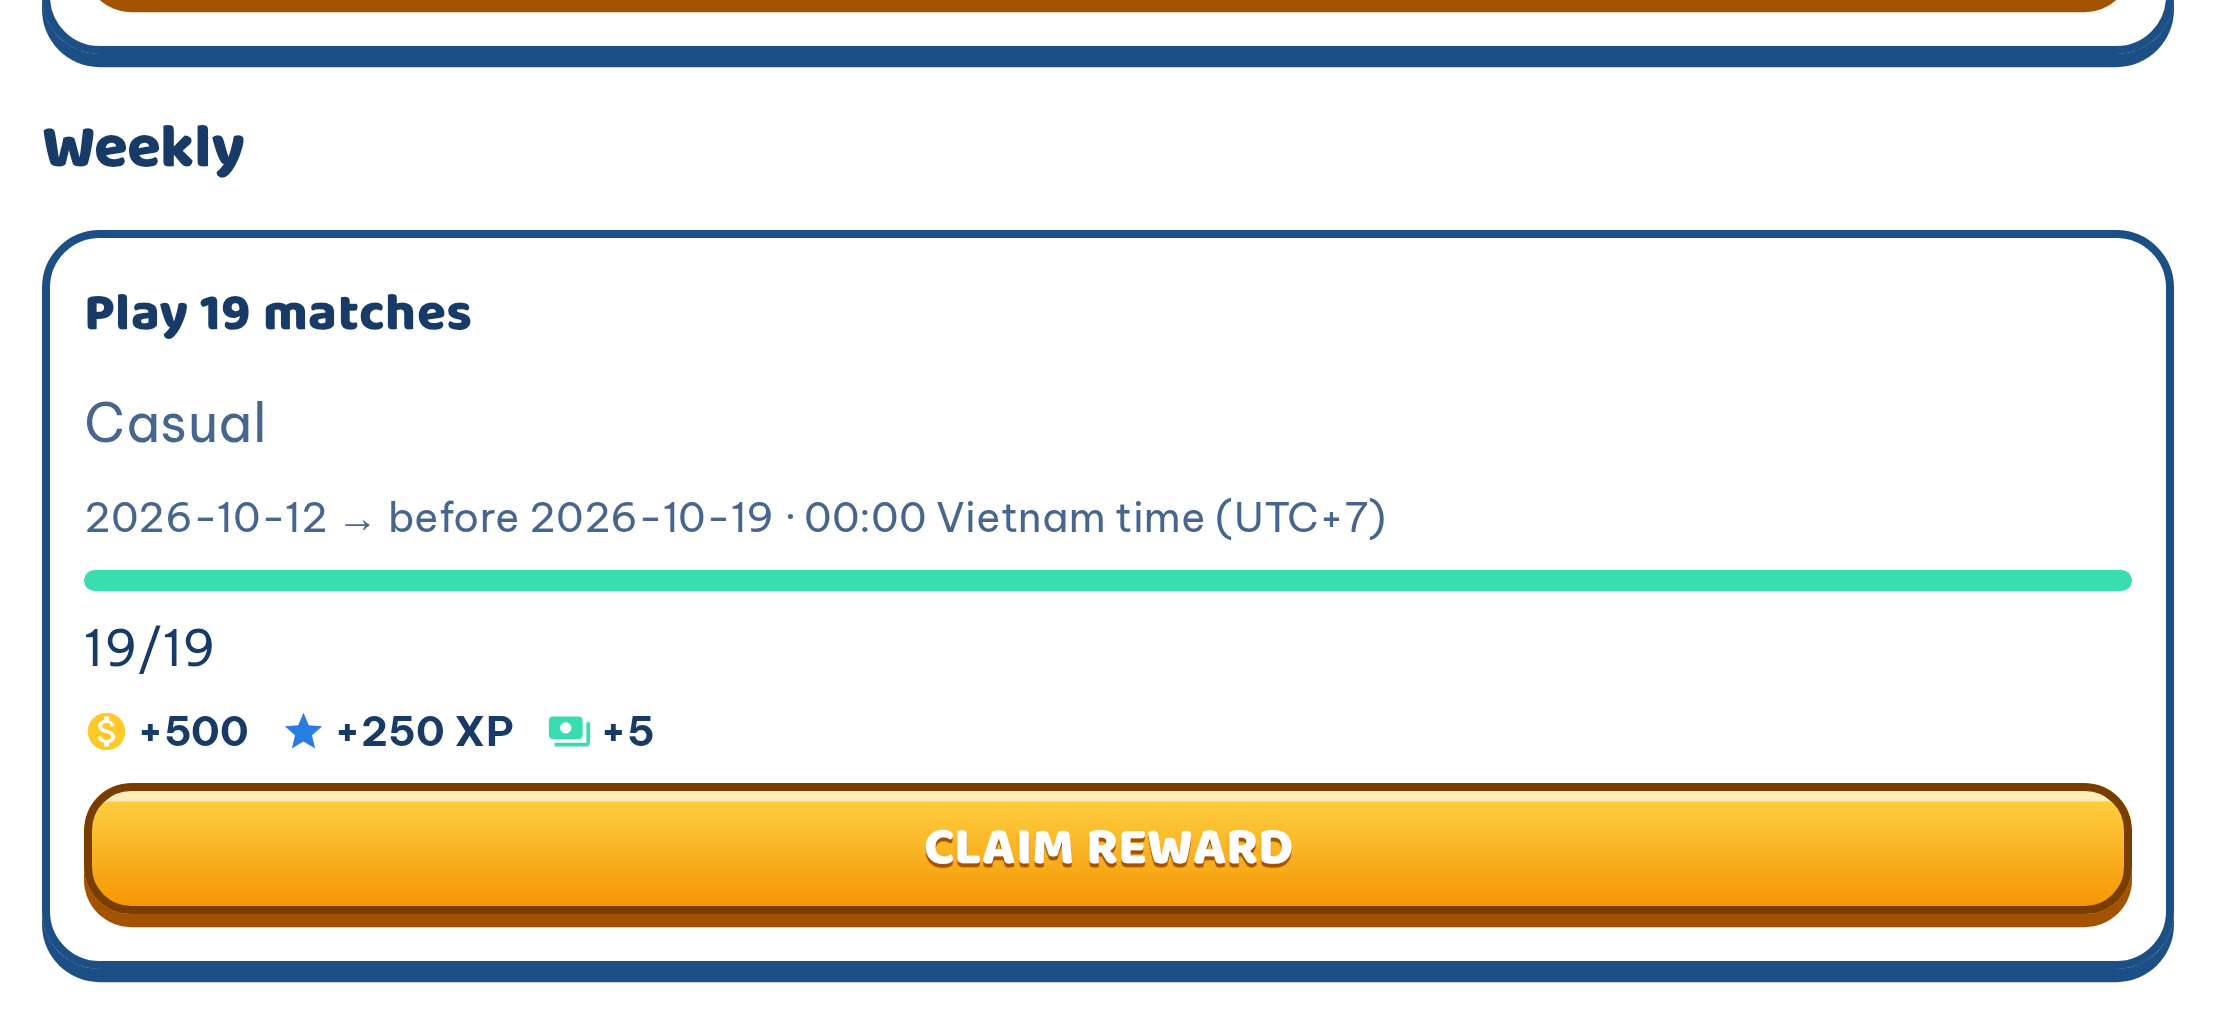 Weekly
Play 19 matches
Casual
2026-10-12 → before 2026-10-19 · 00:00 Vietnam time (UTC+7)
19/19
+500 +250 XP +5
CLAIM REWARD